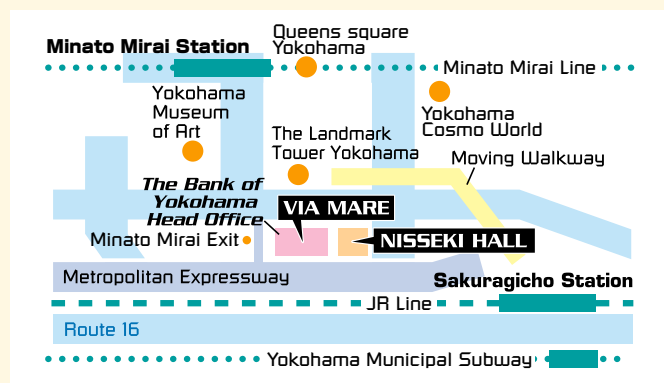 Queens square
Yokohama
Minato Mirai Station
Minato Mirai Line
Yokohama
Museum
of Art
Yokohama
Cosmo World
The Landmark
Tower Yokohama
Moving Walkway
The Bank of
Yokohama
Head Office
VIA MARE
Minato Mirai Exit
NISSEKI HALL
Metropolitan Expressway
Sakuragicho Station
JR Line
Route 16
Yokohama Municipal Subway